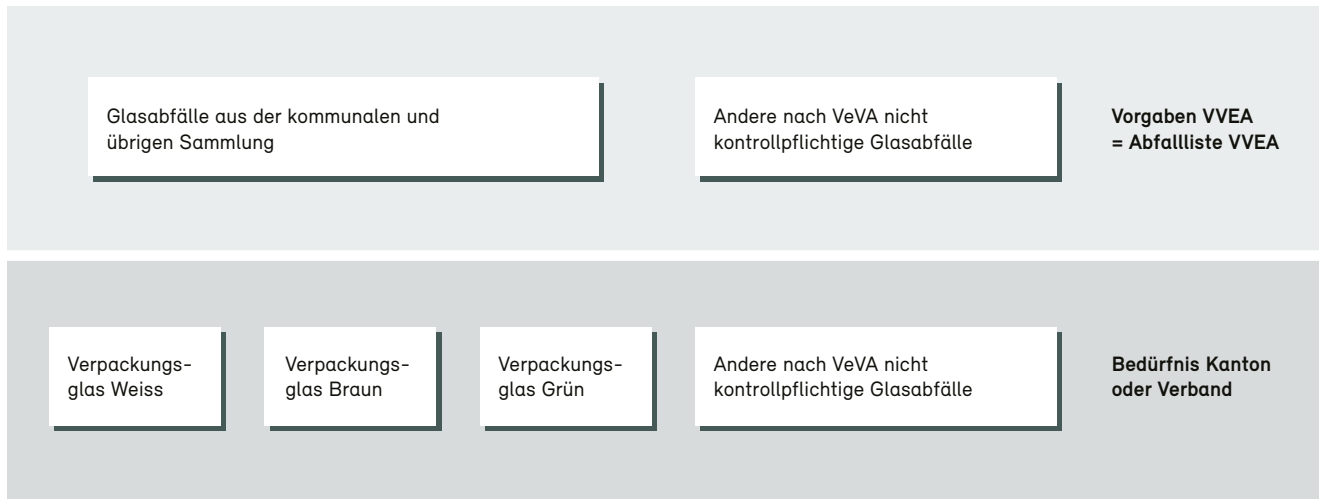 Glasabfälle aus der kommunalen und
übrigen Sammlung
Andere nach VeVA nicht
kontrollpflichtige Glasabfälle
Vorgaben VVEA
= Abfallliste VVEA
Verpackungs-
glas Weiss
Verpackungs-
glas Braun
Verpackungs-
glas Grün
Andere nach VeVA nicht
kontrollpflichtige Glasabfälle
Bedürfnis Kanton
oder Verband